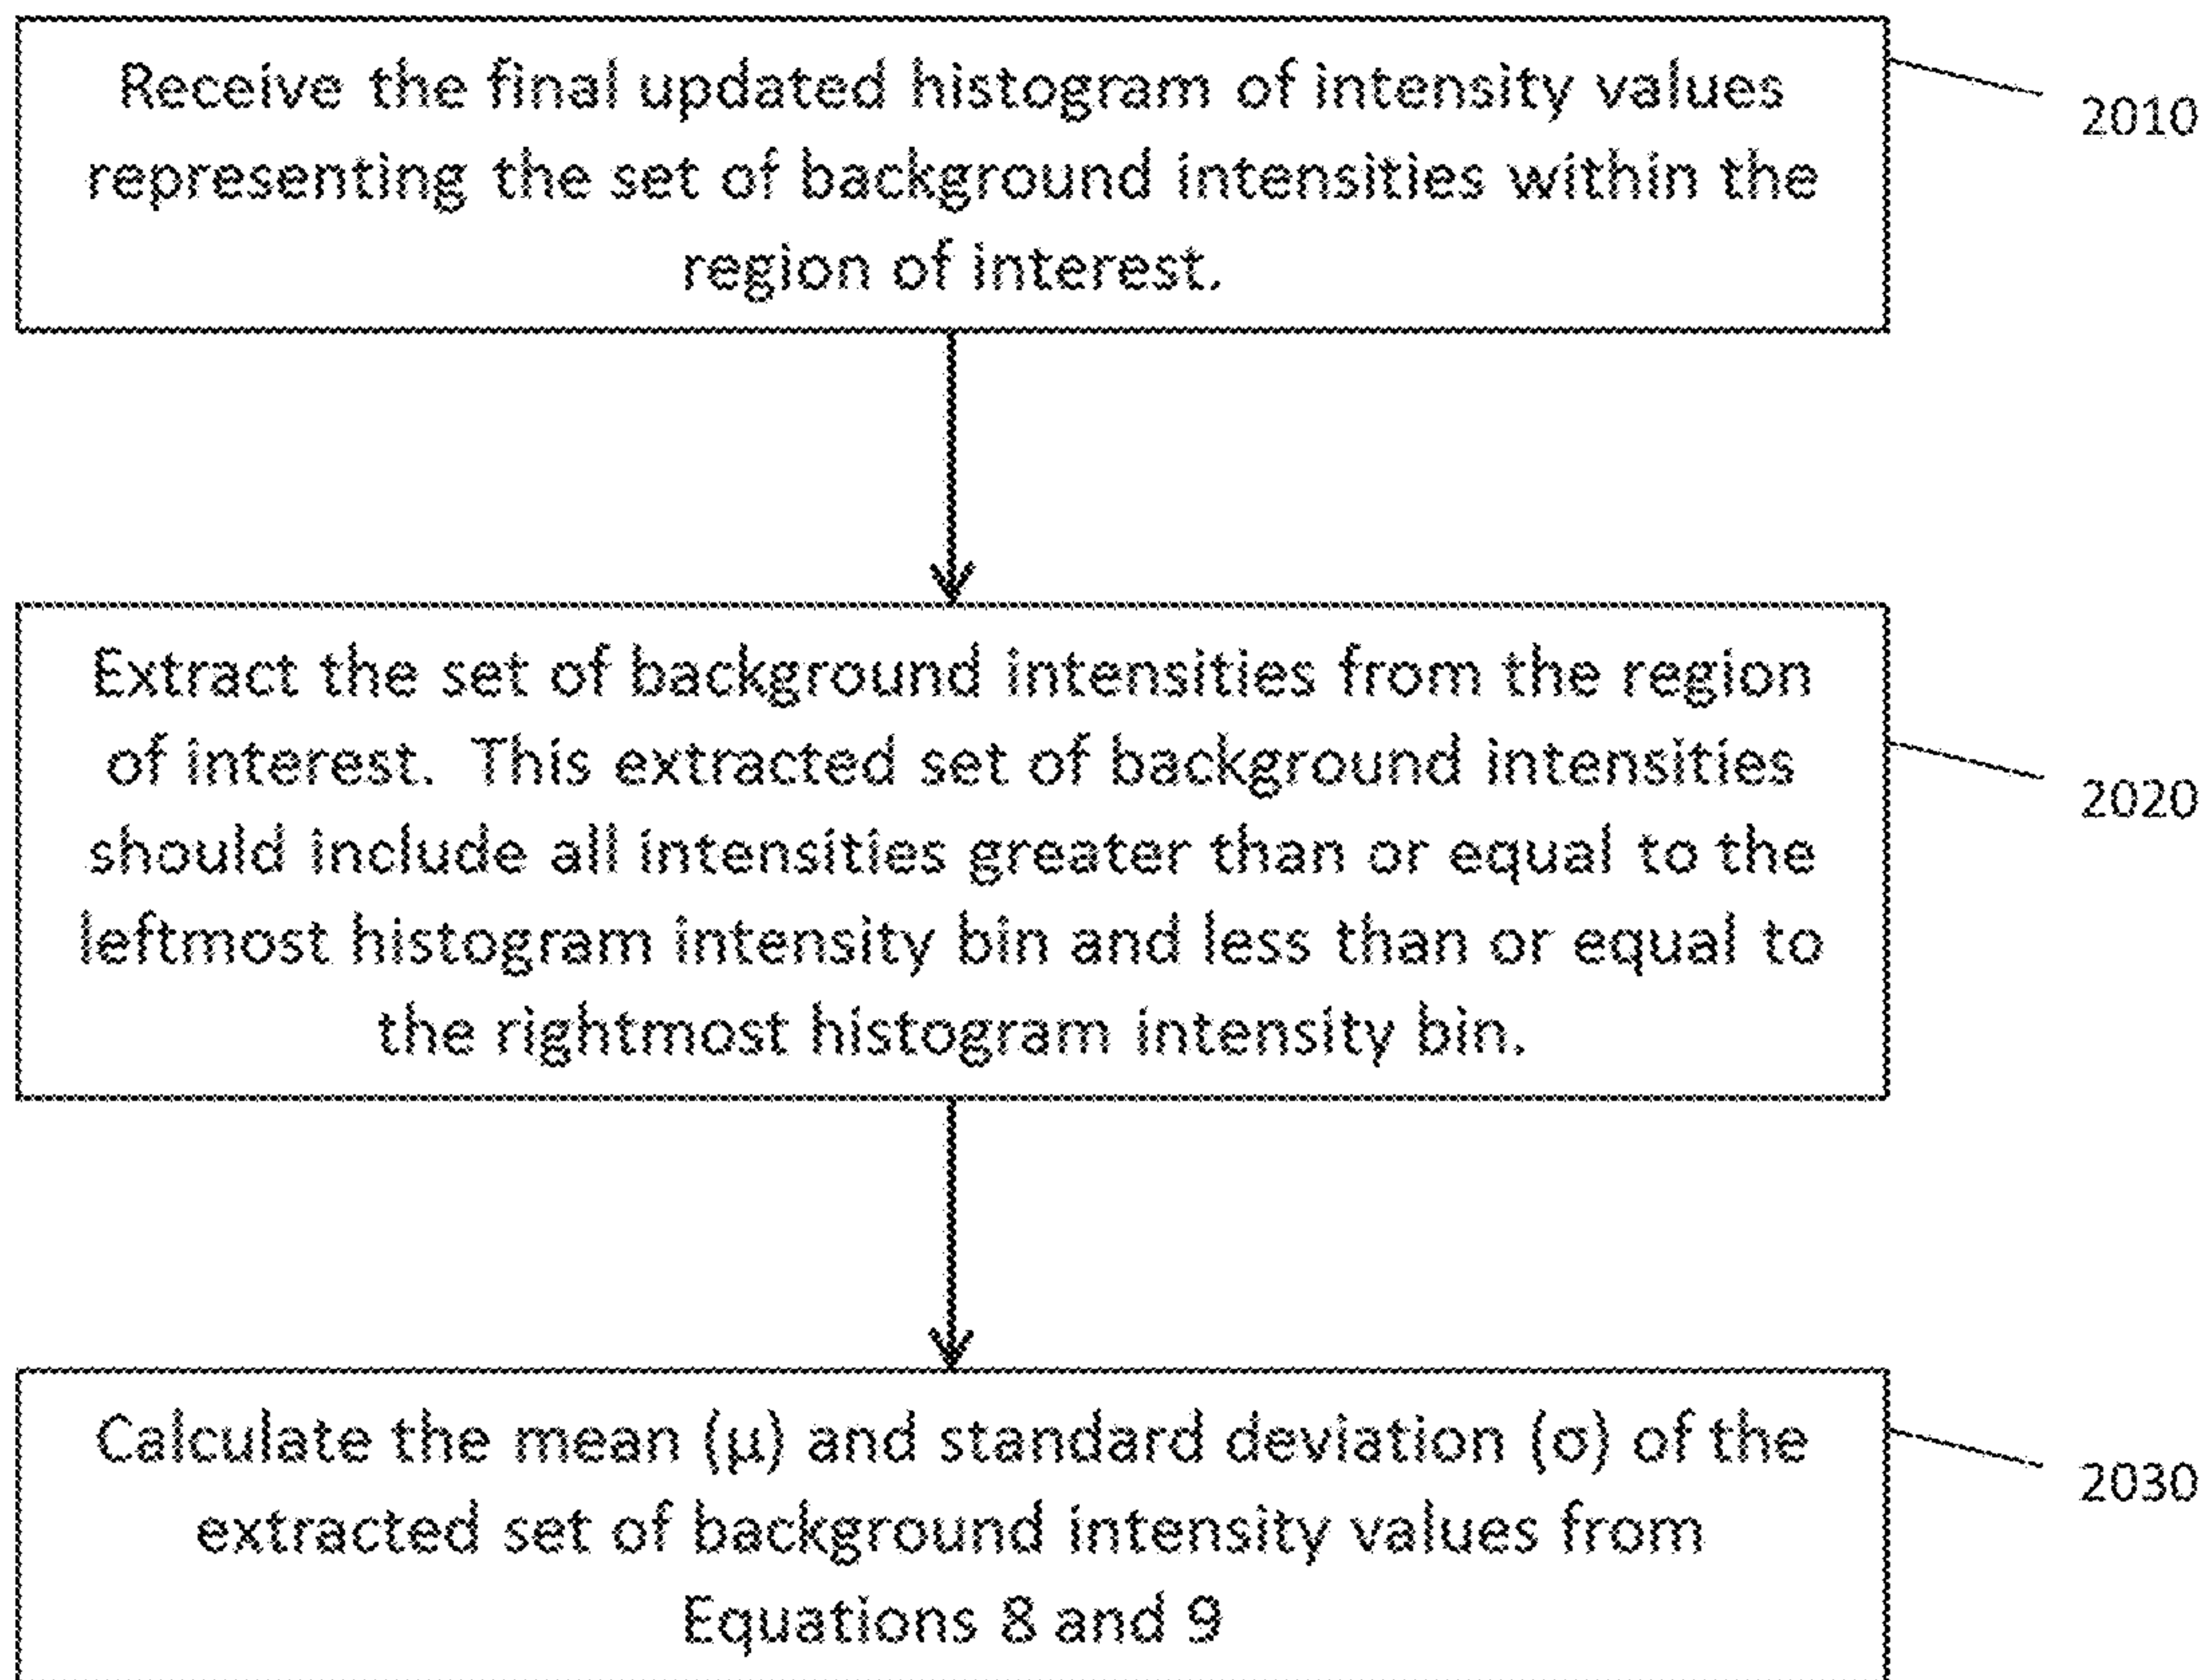 Receive the final updated histogram of intensity values
representing the set of background intensities within the
region of interest.
2010
Extract the set of background intensities from the region
of interest. This extracted set of background intensities
should include all intensities greater than or equal to the
leftmost histogram intensity bin and less than or equal to
the rightmost histogram intensity bin.
2020
Calculate the mean (μ) and standard deviation (σ) of the
extracted set of background intensity values from
Equations 8 and 9
2030